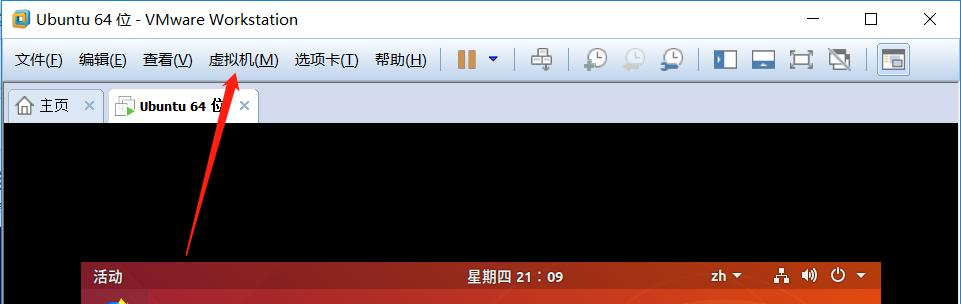 Ubuntu 64 位 - VMware Workstation
文件(F) 编辑(E) 查看(V) 虚拟机(M) 选项卡(T) 帮助(H)
主页 Ubuntu 64 位
活动 星期四 21：09 zh